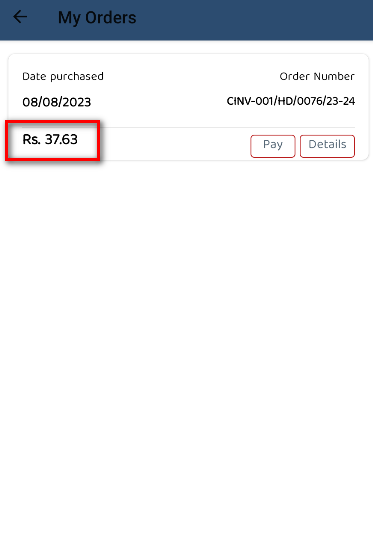 My Orders
Date purchased
Order Number
08/08/2023
CINV-001/HD/0076/23-24
Rs. 37.63
Pay
Details